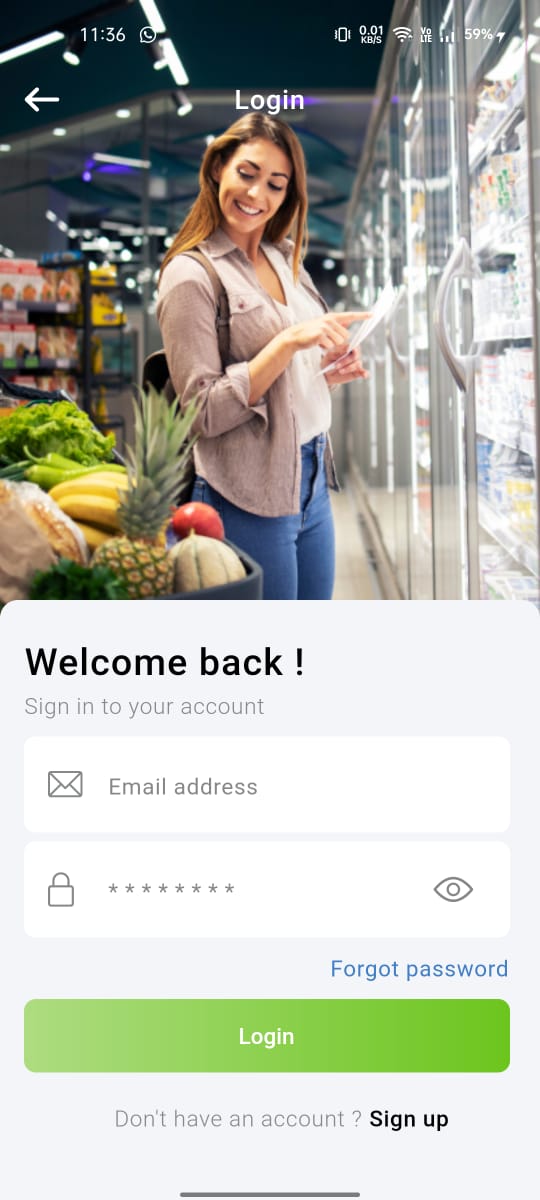 11:36 0.01 KB/S Vo LTE 59%
Login
Welcome back !
Sign in to your account
Email address
* * * * * * * *
Forgot password
Login
Don't have an account ? Sign up